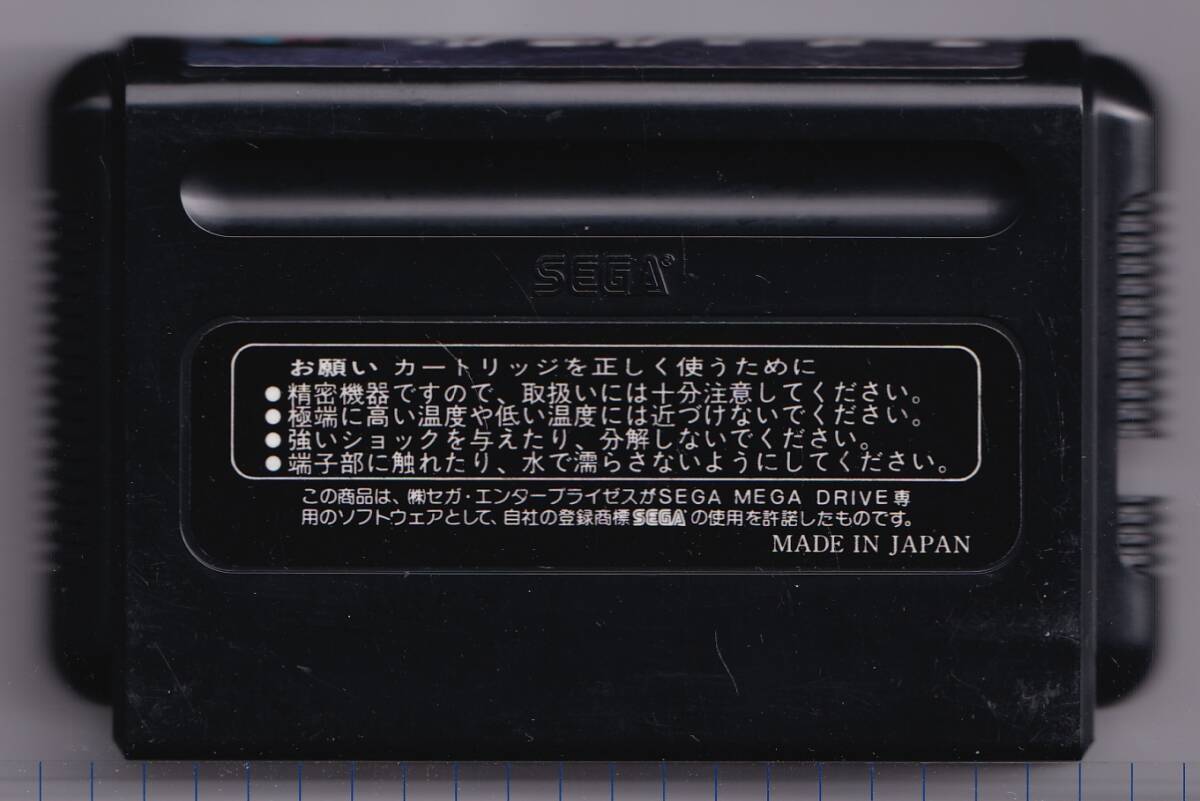 SEGA®
お願い カートリッジを正しく使うために
●精密機器ですので、取扱いには十分注意してください。
●極端に高い温度や低い温度には近づけないでください。
●強いショックを与えたり、分解しないでください。
●端子部に触れたり、水で濡らさないようにしてください。
この商品は、㈱セガ・エンタープライゼスがSEGA MEGA DRIVE専
用のソフトウェアとして、自社の登録商標SEGA®の使用を許諾したものです。
MADE IN JAPAN